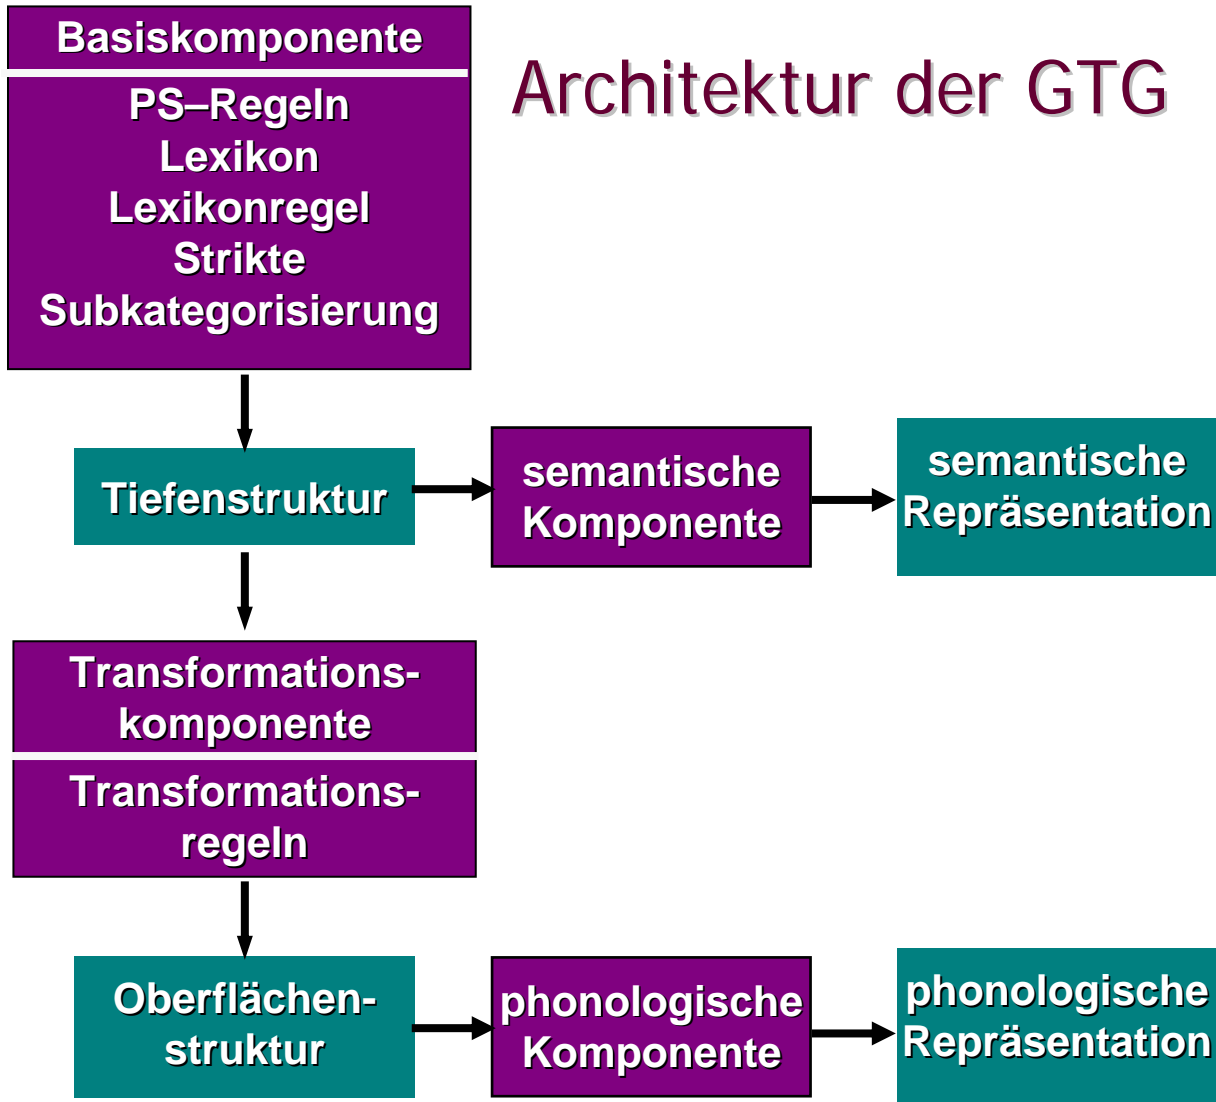 Architektur der GTG
Basiskomponente
PS–Regeln
Lexikon
Lexikonregel
Strikte
Subkategorisierung
Tiefenstruktur
semantische
Komponente
semantische
Repräsentation
Transformations-
komponente
Transformations-
regeln
Oberflächen-
struktur
phonologische
Komponente
phonologische
Repräsentation